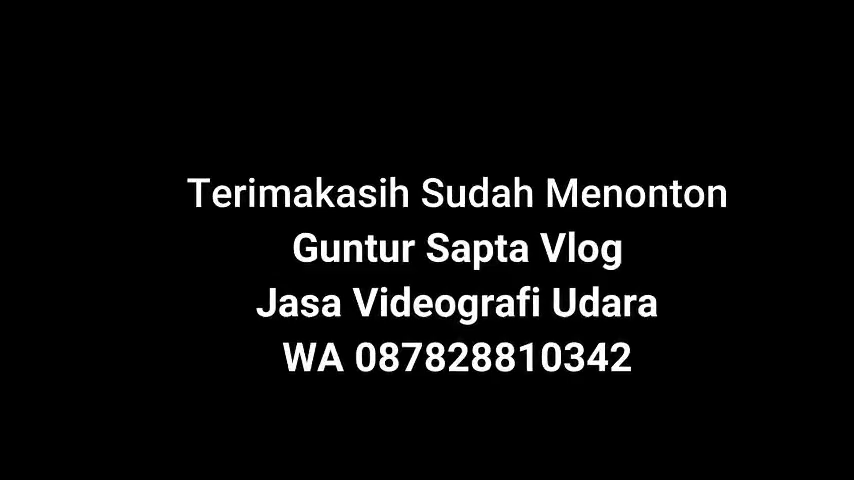 Terimakasih Sudah Menonton
Guntur Sapta Vlog
Jasa Videografi Udara
WA 087828810342